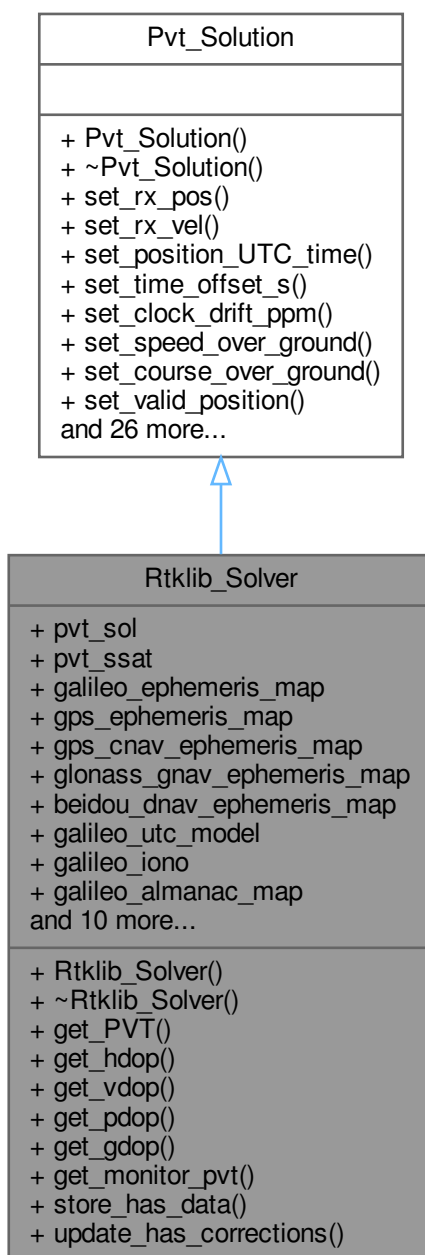 Pvt_Solution
+ Pvt_Solution()
+ ~Pvt_Solution()
+ set_rx_pos()
+ set_rx_vel()
+ set_position_UTC_time()
+ set_time_offset_s()
+ set_clock_drift_ppm()
+ set_speed_over_ground()
+ set_course_over_ground()
+ set_valid_position()
and 26 more...
Rtklib_Solver
+ pvt_sol
+ pvt_ssat
+ galileo_ephemeris_map
+ gps_ephemeris_map
+ gps_cnav_ephemeris_map
+ glonass_gnav_ephemeris_map
+ beidou_dnav_ephemeris_map
+ galileo_utc_model
+ galileo_iono
+ galileo_almanac_map
and 10 more...
+ Rtklib_Solver()
+ ~Rtklib_Solver()
+ get_PVT()
+ get_hdop()
+ get_vdop()
+ get_pdop()
+ get_gdop()
+ get_monitor_pvt()
+ store_has_data()
+ update_has_corrections()